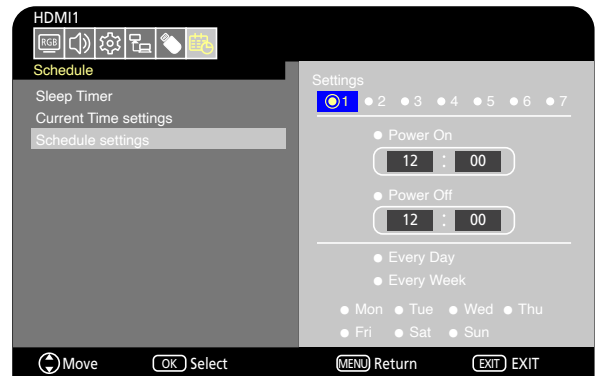 HDMI1
RGB
Schedule
Sleep Timer
Current Time settings
Schedule settings
Settings
1 2 3 4 5 6 7
Power On
12 : 00
Power Off
12 : 00
Every Day
Every Week
Mon Tue Wed Thu
Fri Sat Sun
Move OK Select MENU Return EXIT EXIT